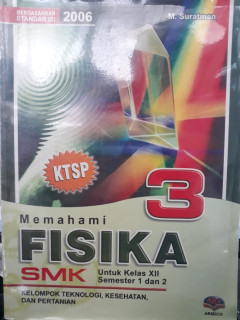 BERDASARKAN
STANDAR ISI 2006
M. Suratman
KTSP
3
Memahami
FISIKA
SMK
Untuk Kelas XII
Semester 1 dan 2
KELOMPOK TEKNOLOGI, KESEHATAN,
DAN PERTANIAN
ARMICO